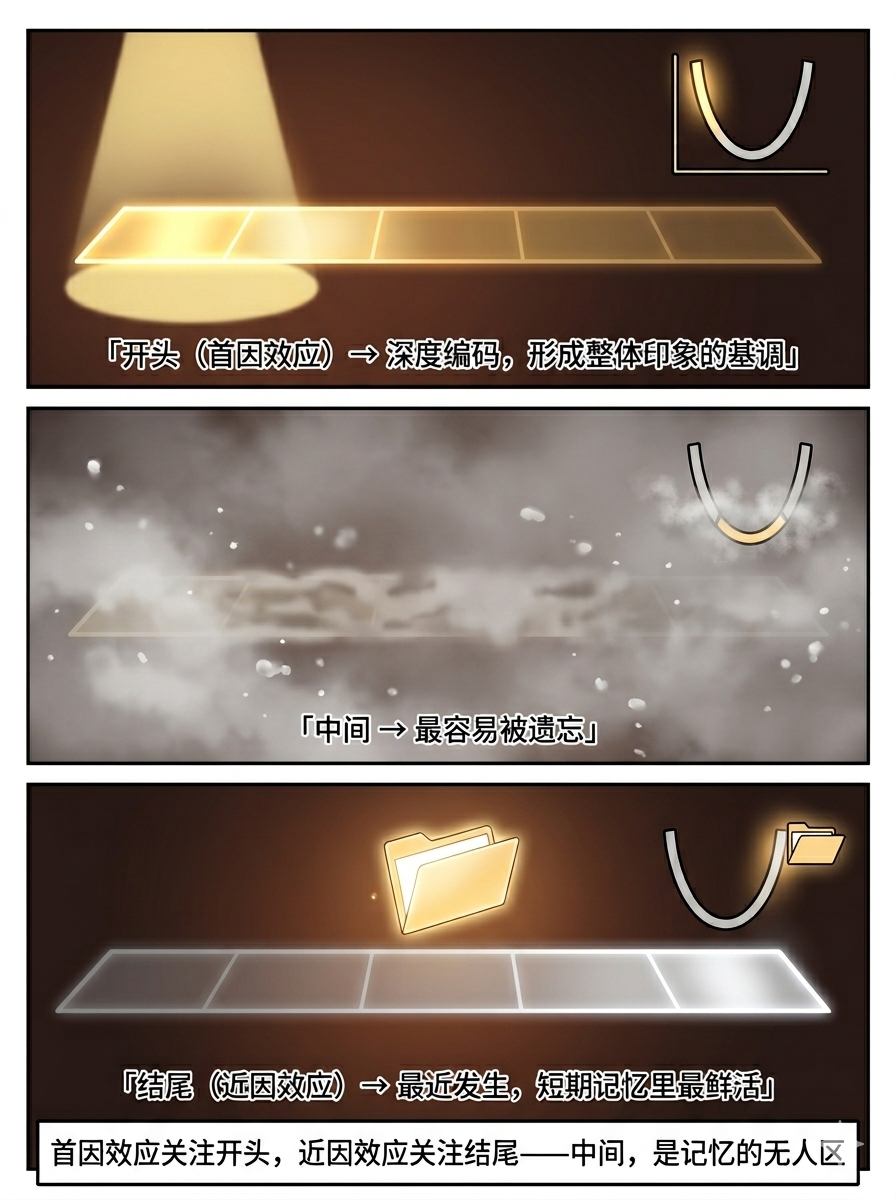 「开头（首因效应）→ 深度编码，形成整体印象的基调」
「中间 → 最容易被遗忘」
「结尾（近因效应）→ 最近发生，短期记忆里最鲜活」
首因效应关注开头，近因效应关注结尾——中间，是记忆的无人区